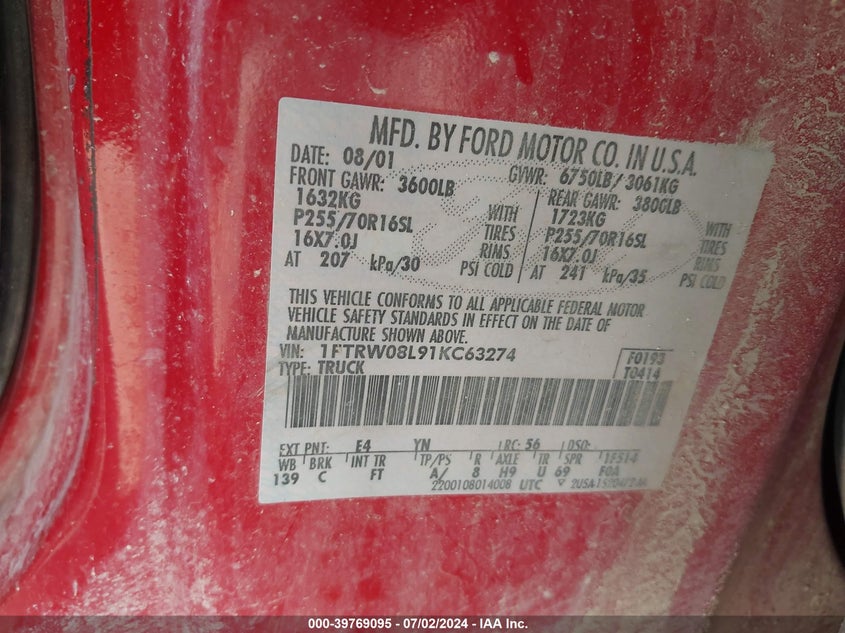 MFD. BY FORD MOTOR CO. IN U.S.A.
DATE: 08/01 GVWR: 6750LB/ 3061KG
FRONT GAWR: 3600LB REAR GAWR: 3800LB
1632KG WITH 1723KG WITH
P255/70R16SL TIRES P255/70R16SL TIRES
16X7.0J RIMS 16X7.0J RIMS
AT 207 kPa/30 PSI COLD AT 241 kPa/35 PSI COLD
THIS VEHICLE CONFORMS TO ALL APPLICABLE FEDERAL MOTOR
VEHICLE SAFETY STANDARDS IN EFFECT ON THE DATE OF
MANUFACTURE SHOWN ABOVE.
VIN: 1FTRW08L91KC63274 F0193
TYPE: TRUCK T0414
EXT PNT: E4 YN RC: 56 DSO:
WB BRK INT TR TP/PS R AXLE TR SPR 1F514
139 C FT A/ 8 H9 U 69 F0A
2200108014008 UTC
000-39769095 - 07/02/2024 - IAA Inc.